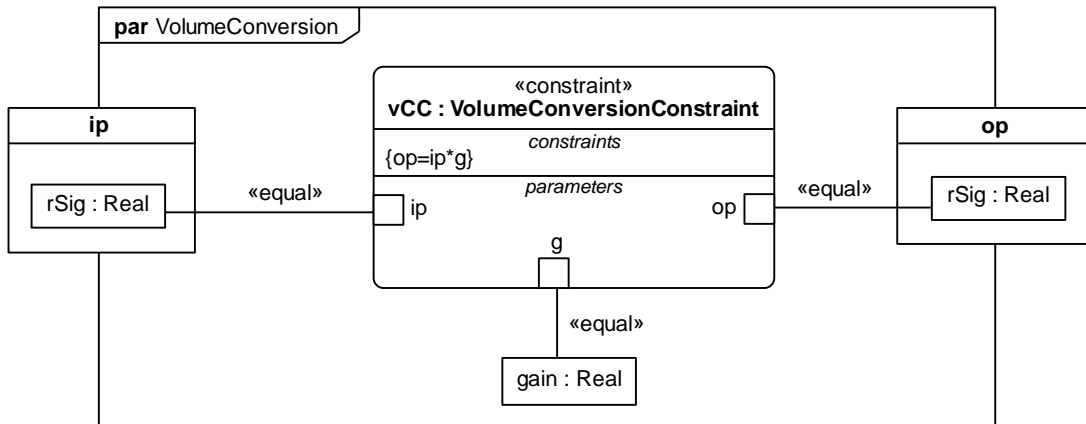 par VolumeConversion
«constraint»
vCC : VolumeConversionConstraint
ip
op
constraints
{op=ip*g}
parameters
rSig : Real
«equal»
ip
op
«equal»
rSig : Real
g
«equal»
gain : Real